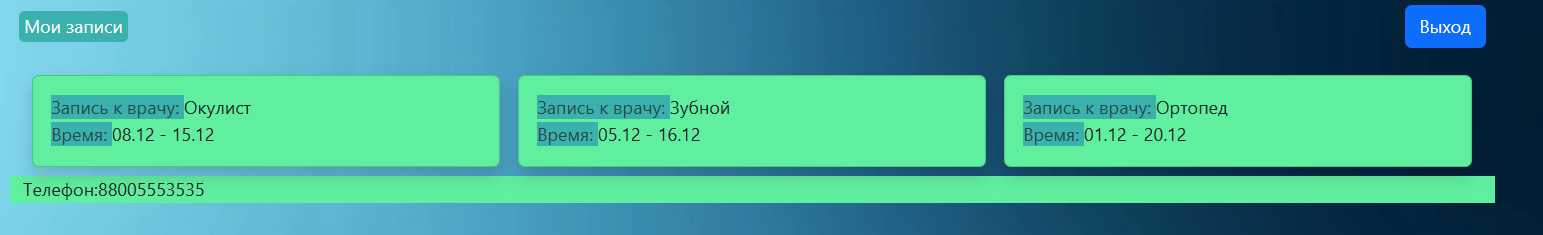 Мои записи
Выход
Запись к врачу: Окулист
Время: 08.12 - 15.12
Запись к врачу: Зубной
Время: 05.12 - 16.12
Запись к врачу: Ортопед
Время: 01.12 - 20.12
Телефон:88005553535